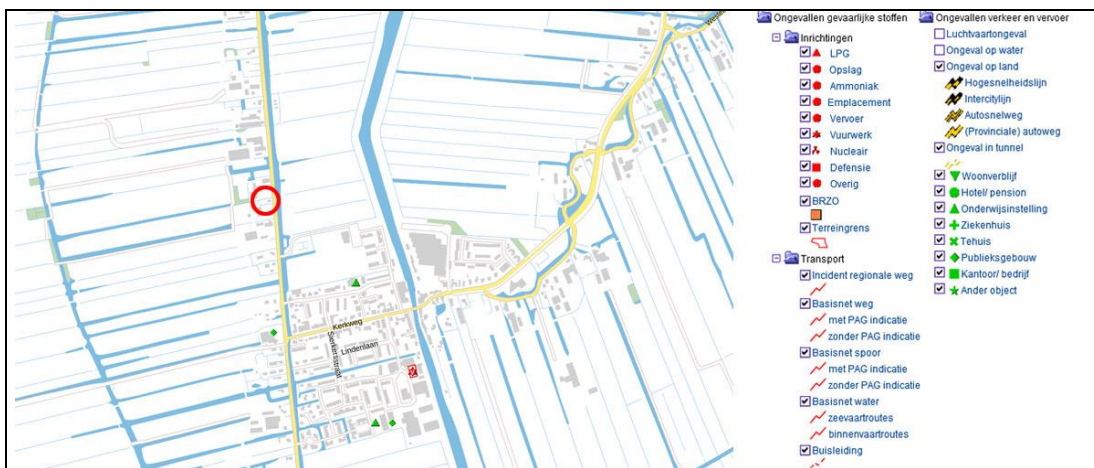 Kerkweg
Sierkerstraat
Lindenlaan
Ongevallen gevaarlijke stoffen
Inrichtingen
LPG
Opslag
Ammoniak
Emplacement
Vervoer
Vuurwerk
Nucleair
Defensie
Overig
BRZO
Terreingrens
Transport
Incident regionale weg
Basisnet weg
met PAG indicatie
zonder PAG indicatie
Basisnet spoor
met PAG indicatie
zonder PAG indicatie
Basisnet water
zeevaartroutes
binnenvaartroutes
Buisleiding
Ongevallen verkeer en vervoer
Luchtvaartongeval
Ongeval op water
Ongeval op land
Hogesnelheidslijn
Intercitylijn
Autosnelweg
(Provinciale) autoweg
Ongeval in tunnel
Woonverblijf
Hotel/ pension
Onderwijsinstelling
Ziekenhuis
Tehuis
Publieksgebouw
Kantoor/ bedrijf
Ander object